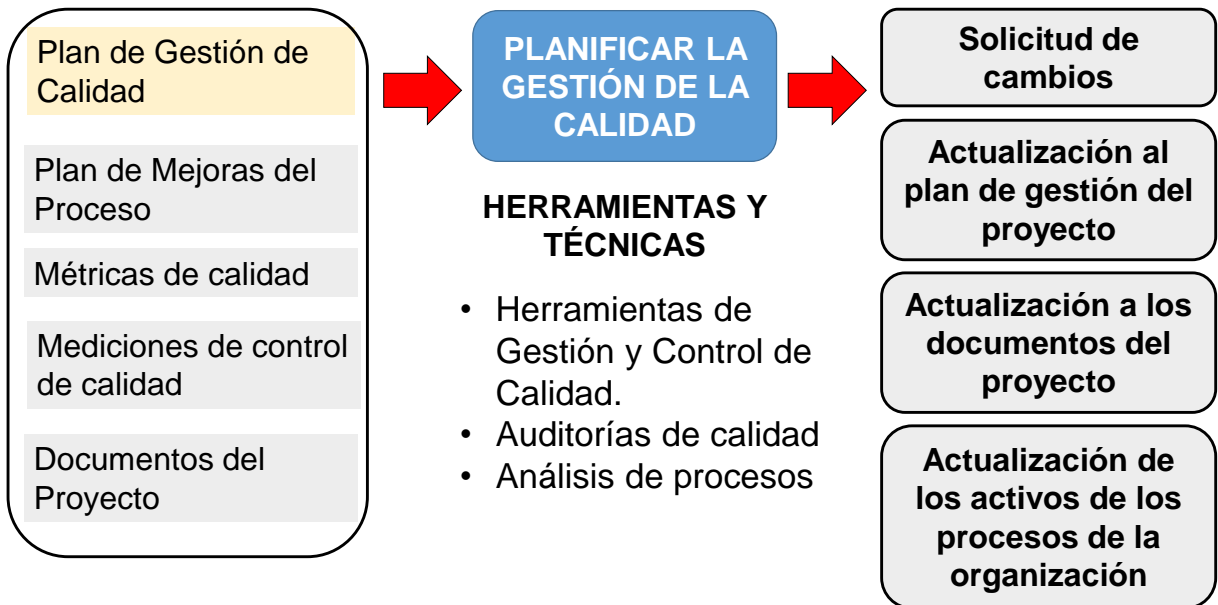 Plan de Gestión de
Calidad
Plan de Mejoras del
Proceso
Métricas de calidad
Mediciones de control
de calidad
Documentos del
Proyecto
PLANIFICAR LA
GESTIÓN DE LA
CALIDAD
HERRAMIENTAS Y
TÉCNICAS
• Herramientas de
Gestión y Control de
Calidad.
• Auditorías de calidad
• Análisis de procesos
Solicitud de
cambios
Actualización al
plan de gestión del
proyecto
Actualización a los
documentos del
proyecto
Actualización de
los activos de los
procesos de la
organización